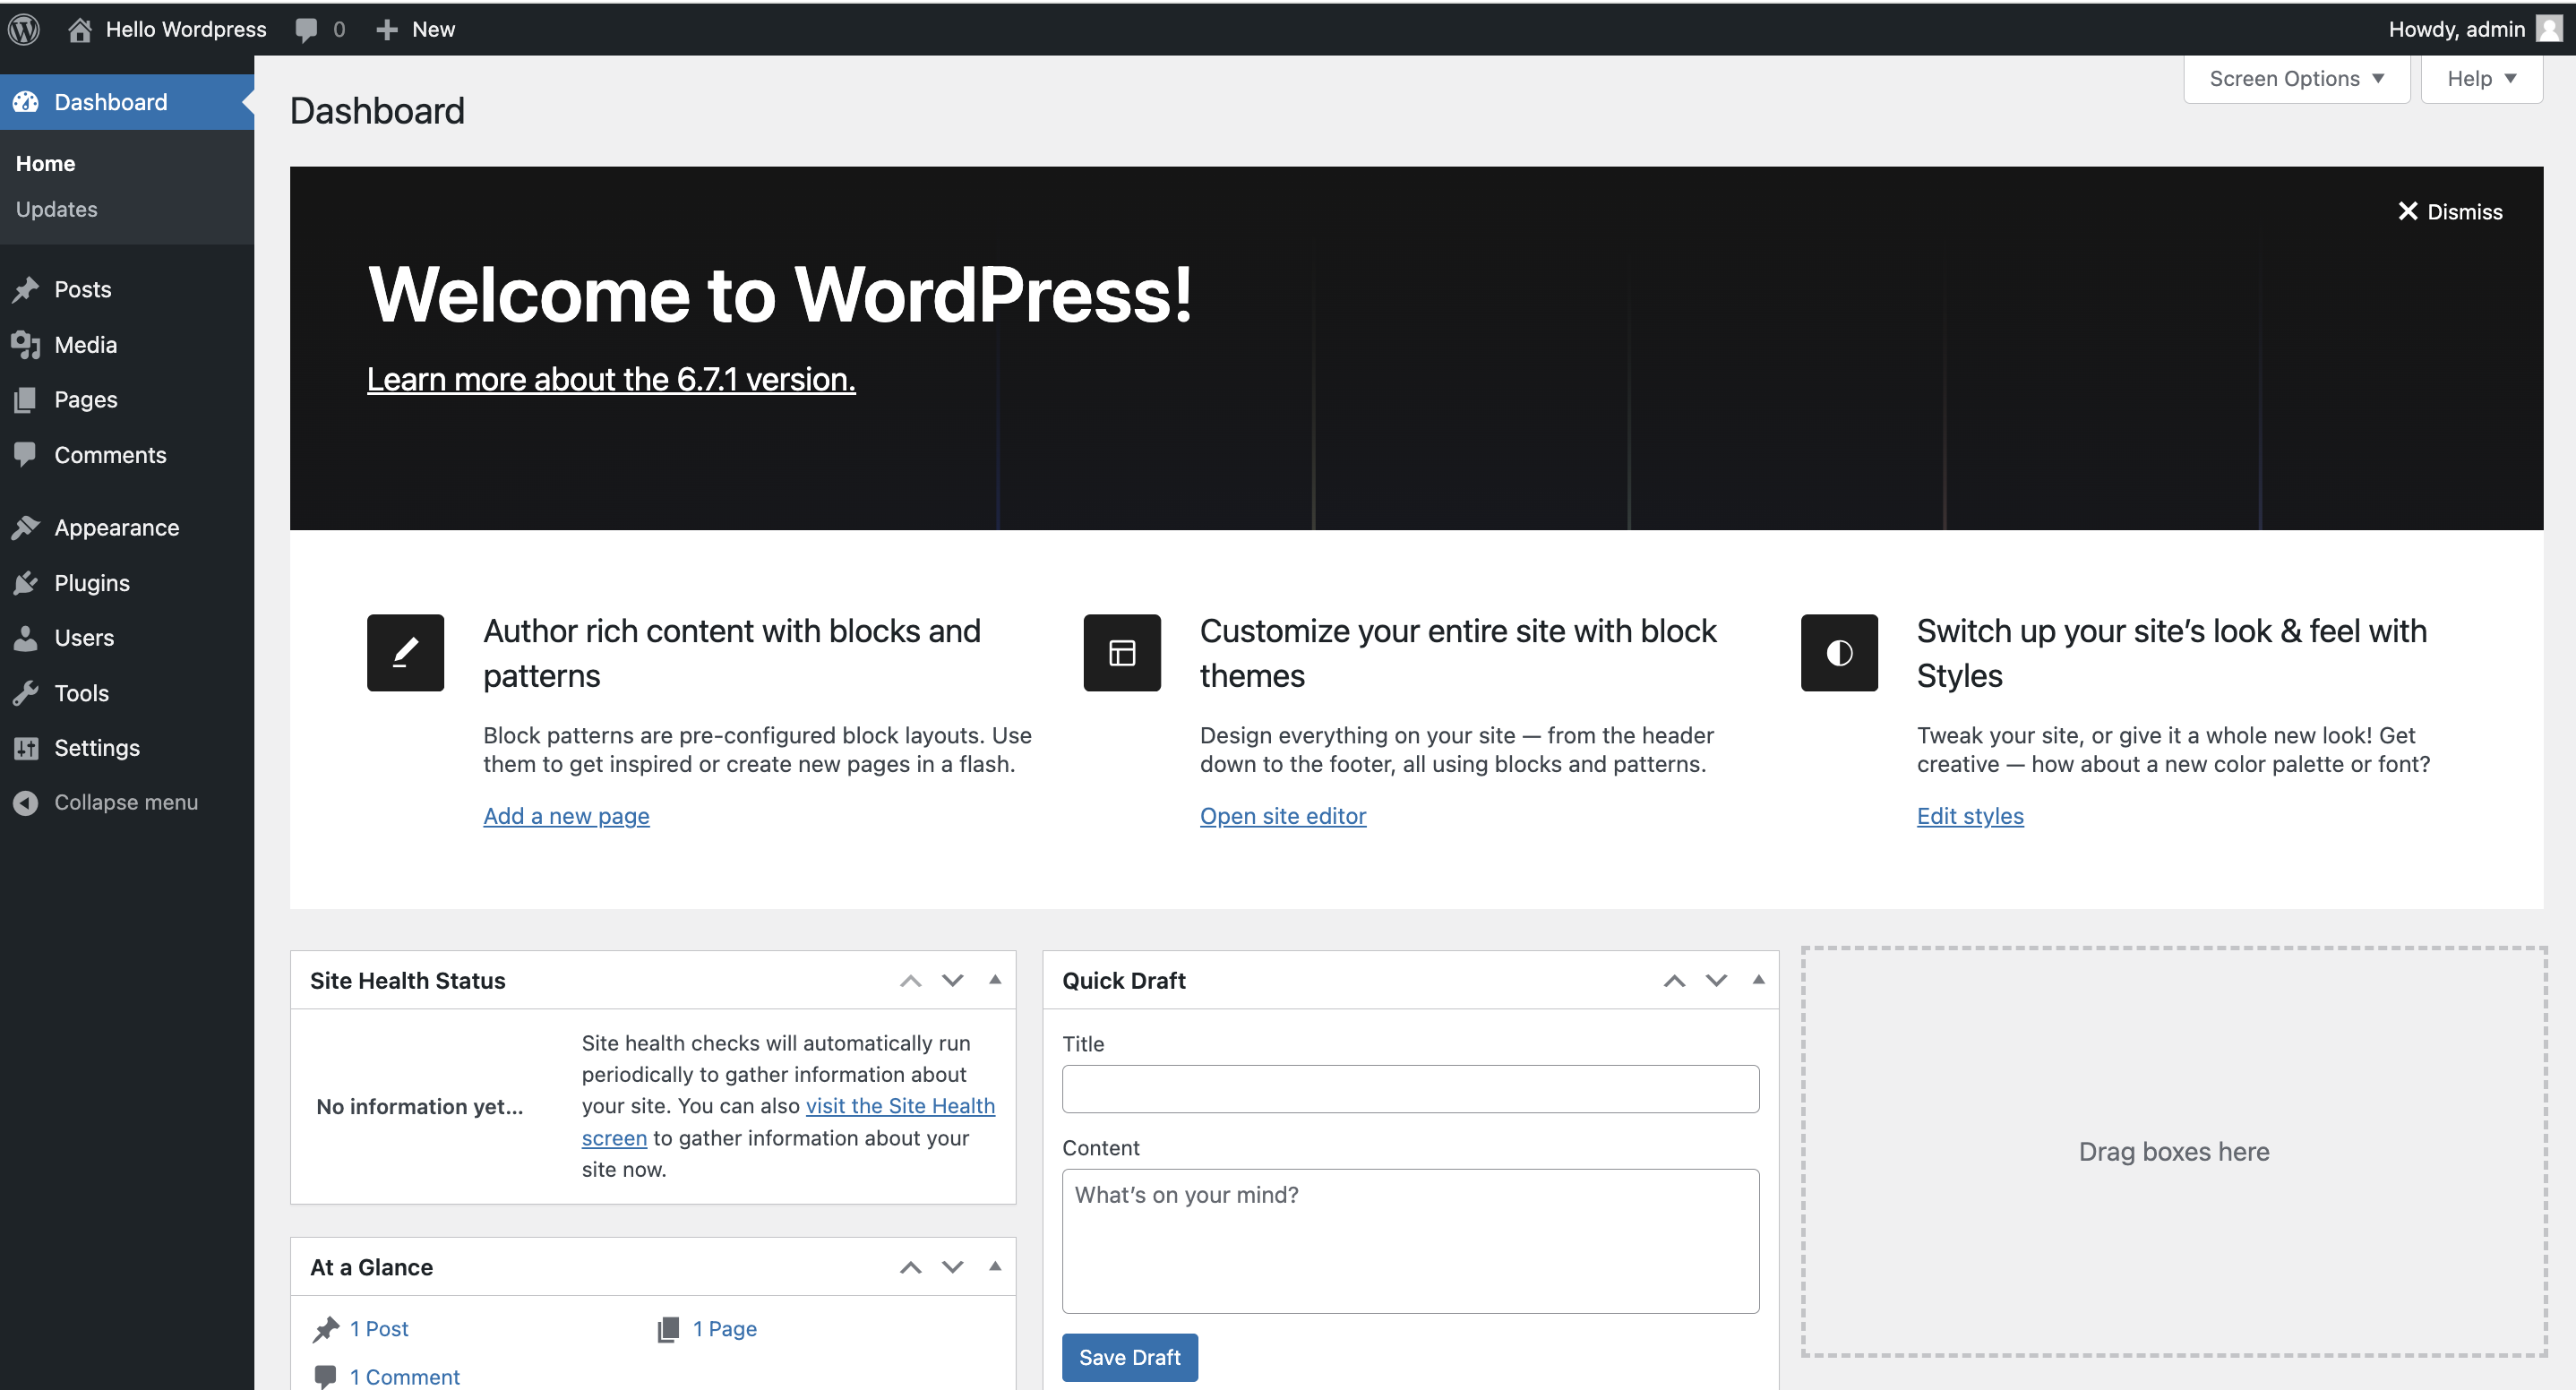 Hello Wordpress
0
New
Howdy, admin
Dashboard
Home
Updates
Posts
Media
Pages
Comments
Appearance
Plugins
Users
Tools
Settings
Collapse menu
Screen Options
Help
Dashboard
Dismiss
Welcome to WordPress!
Learn more about the 6.7.1 version.
Author rich content with blocks and
patterns
Block patterns are pre-configured block layouts. Use
them to get inspired or create new pages in a flash.
Add a new page
Customize your entire site with block
themes
Design everything on your site — from the header
down to the footer, all using blocks and patterns.
Open site editor
Switch up your site’s look & feel with
Styles
Tweak your site, or give it a whole new look! Get
creative — how about a new color palette or font?
Edit styles
Site Health Status
No information yet…
Site health checks will automatically run
periodically to gather information about
your site. You can also visit the Site Health
screen to gather information about your
site now.
At a Glance
1 Post
1 Page
1 Comment
Quick Draft
Title
Content
What’s on your mind?
Save Draft
Drag boxes here